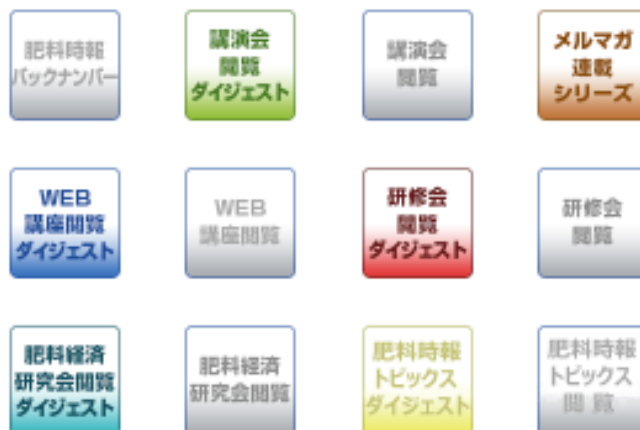 肥料時報
バックナンバー
講演会
閲覧
ダイジェスト
講演会
閲覧
メルマガ
連載
シリーズ
WEB
講座閲覧
ダイジェスト
WEB
講座閲覧
研修会
閲覧
ダイジェスト
研修会
閲覧
肥料経済
研究会閲覧
ダイジェスト
肥料経済
研究会閲覧
肥料時報
トピックス
ダイジェスト
肥料時報
トピックス
閲 覧